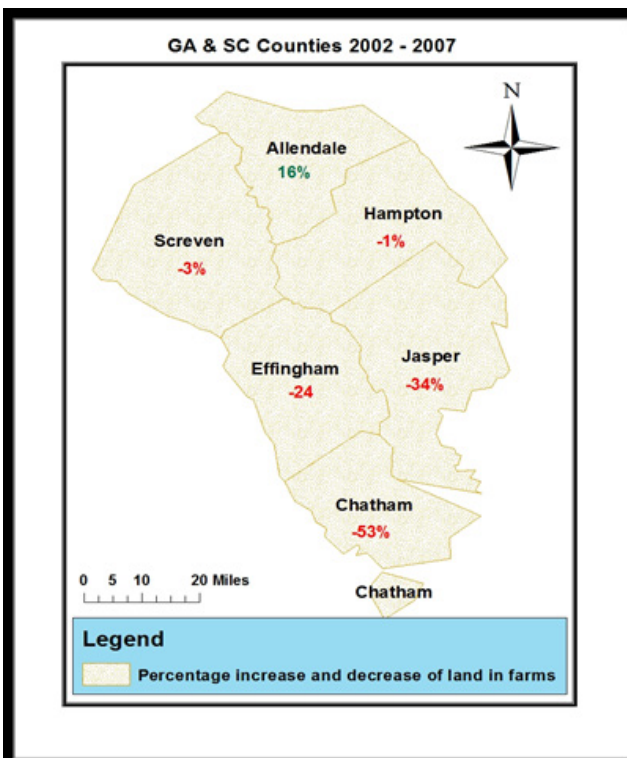 GA & SC Counties 2002 - 2007
N
Allendale
16%
Hampton
-1%
Screven
-3%
Jasper
-34%
Effingham
-24
Chatham
-53%
0 5 10 20 Miles
Chatham
Legend
Percentage increase and decrease of land in farms